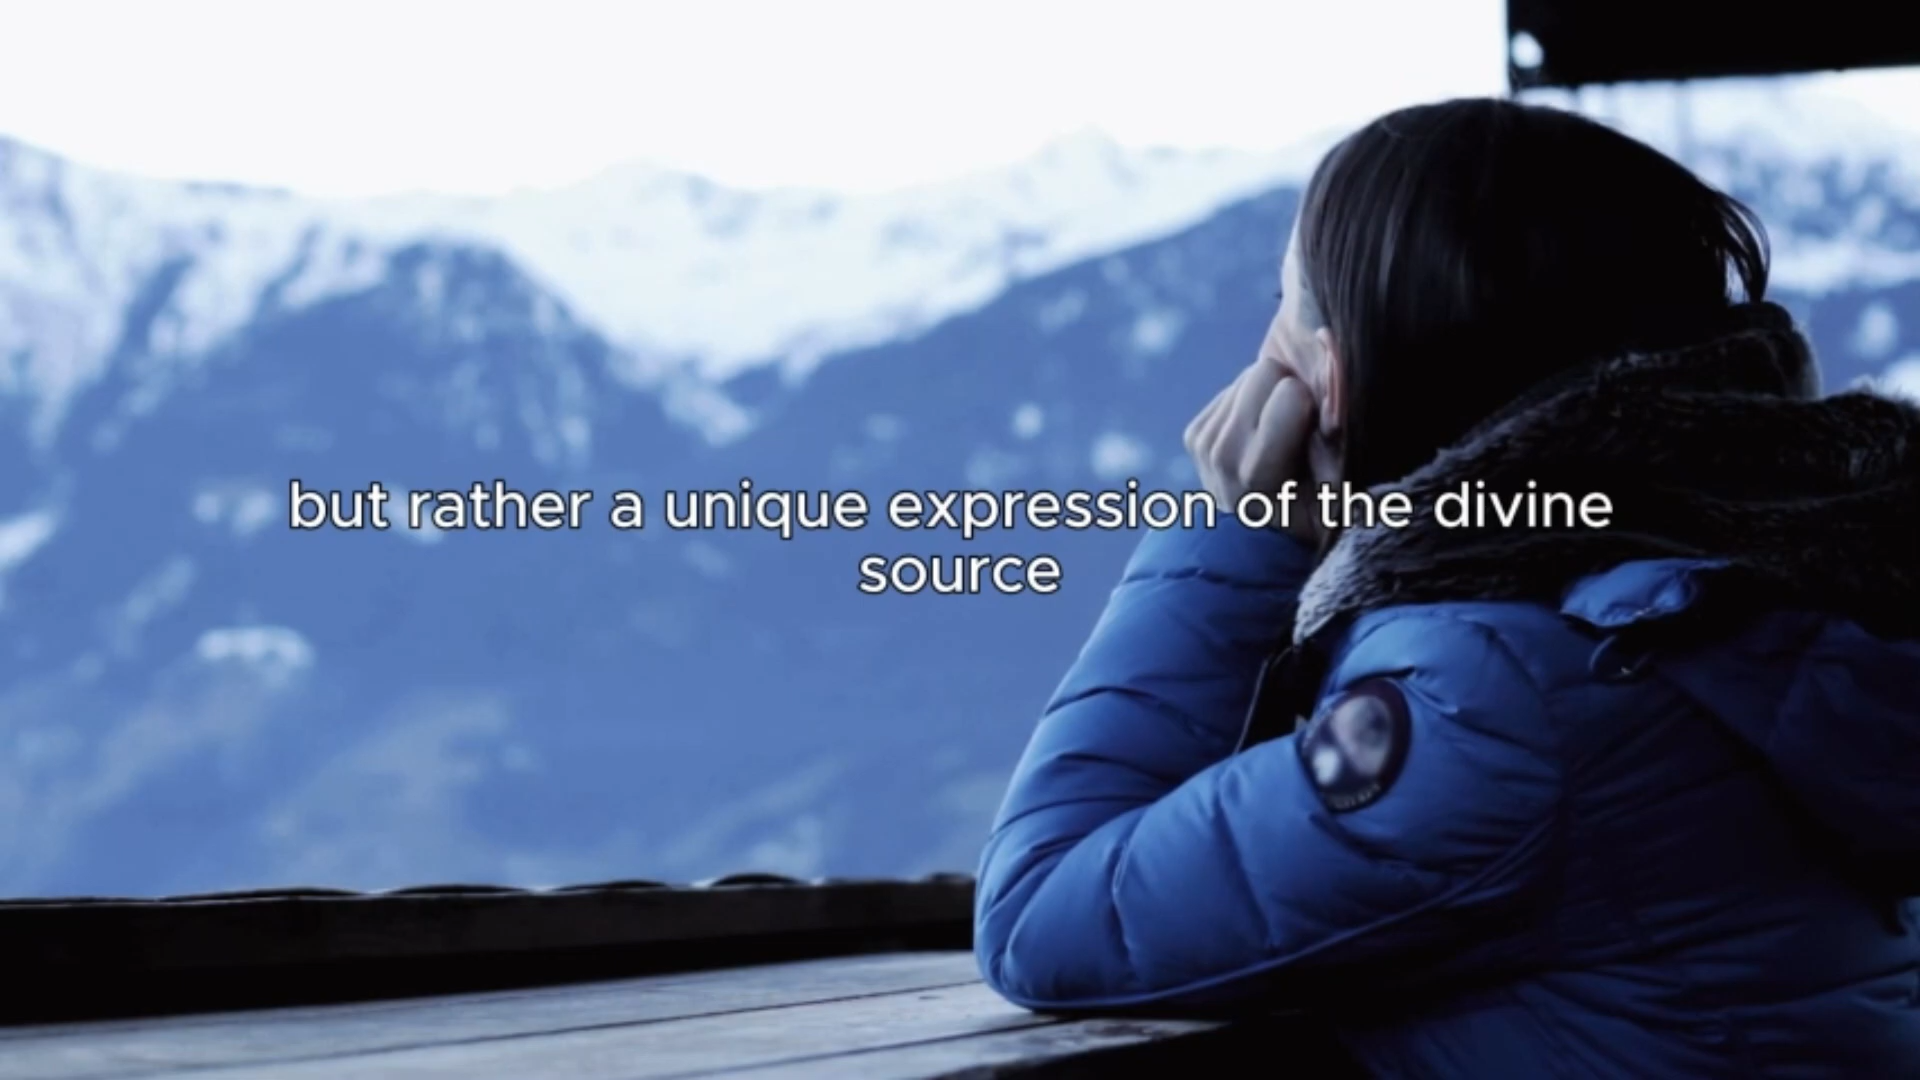 but rather a unique expression of the divine
source